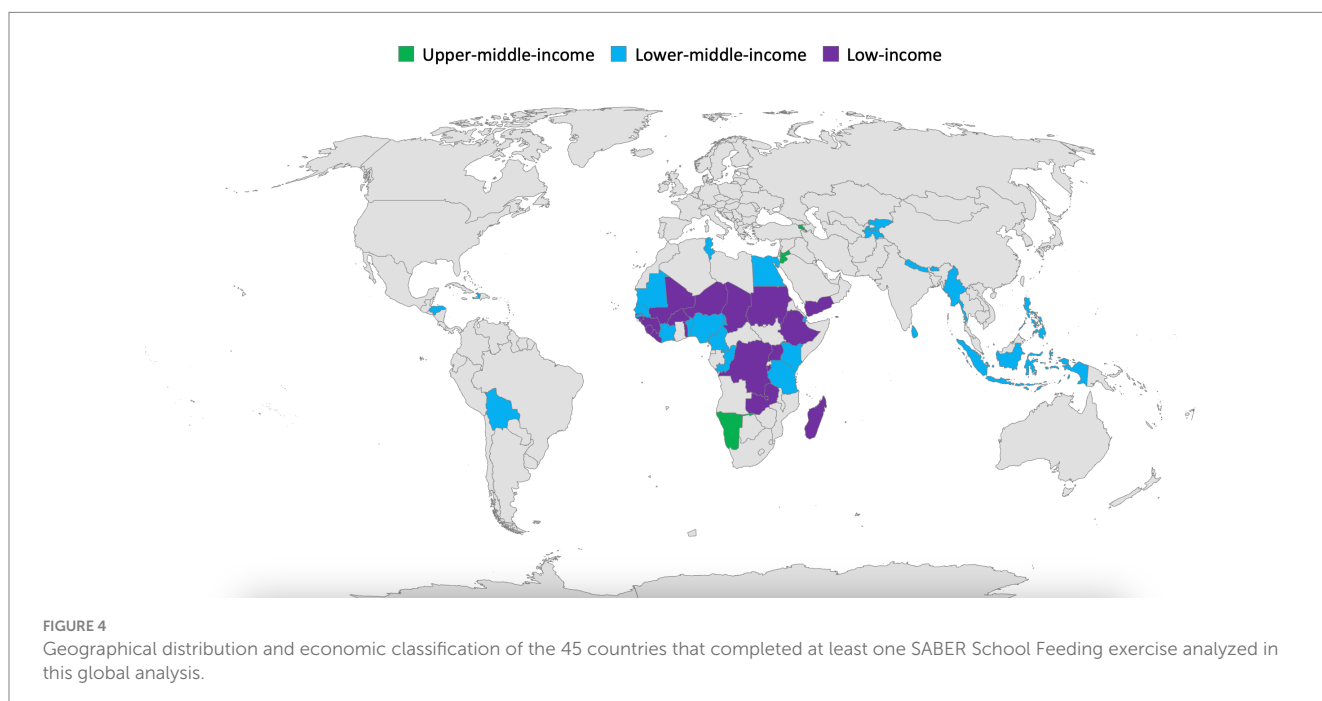 Upper-middle-income Lower-middle-income Low-income
FIGURE 4
Geographical distribution and economic classification of the 45 countries that completed at least one SABER School Feeding exercise analyzed in
this global analysis.